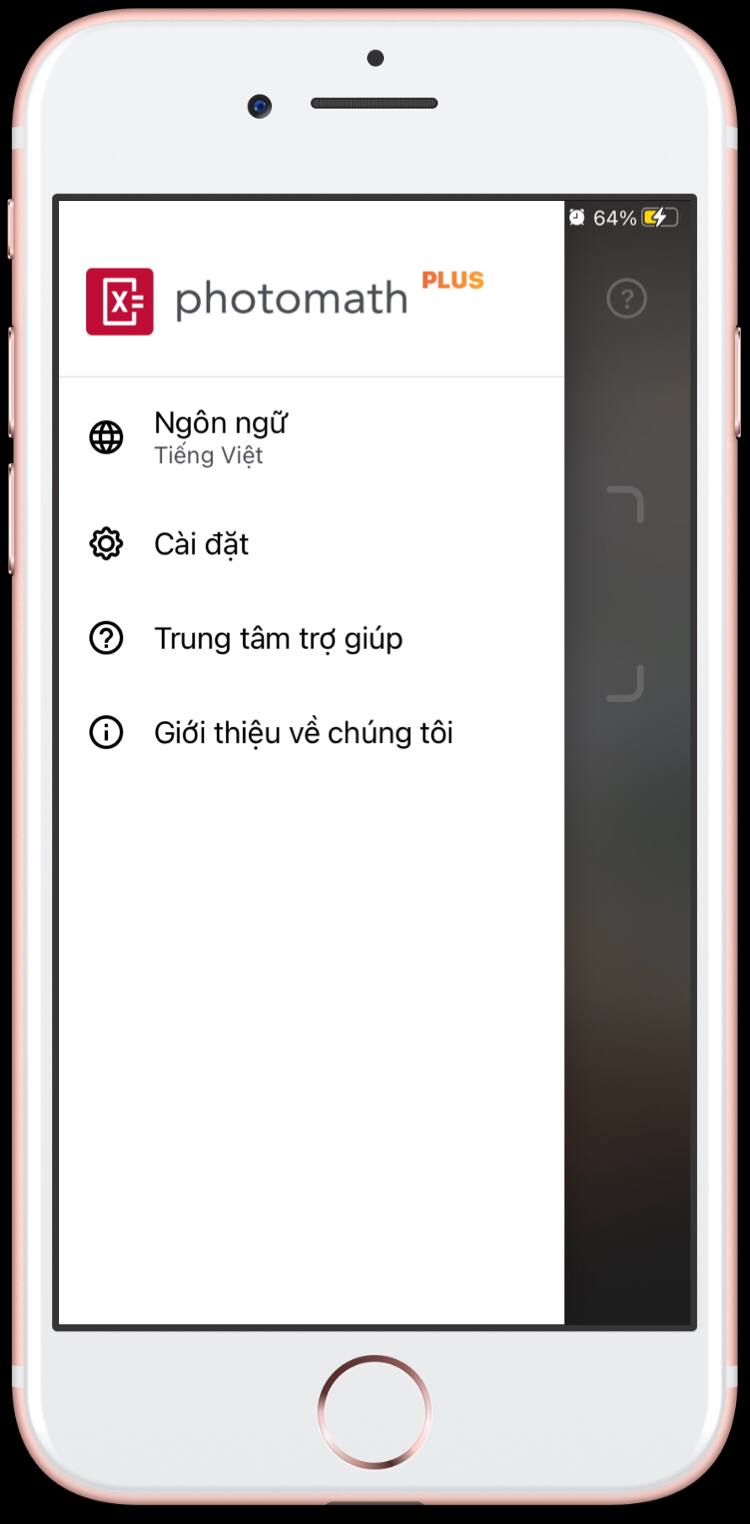 64%
photomath PLUS
Ngôn ngữ
Tiếng Việt
Cài đặt
Trung tâm trợ giúp
Giới thiệu về chúng tôi